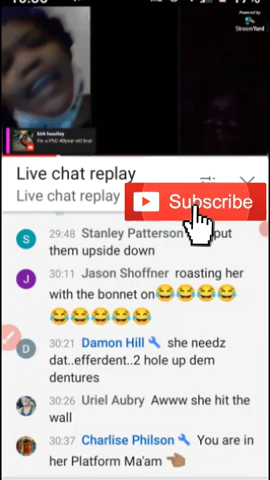 Powered by
StreamYard
Live chat replay
Live chat replay
Subscribe
S 29:48 Stanley Patterson put
them upside down
J 30:11 Jason Shoffner roasting her
with the bonnet on😂😂😂😂
😂😂😂😂😂
D 30:21 Damon Hill she needz
dat..efferdent..2 hole up dem
dentures
30:26 Uriel Aubry Awww she hit the
wall
30:37 Charlise Philson You are in
her Platform Ma'am 👈🏽